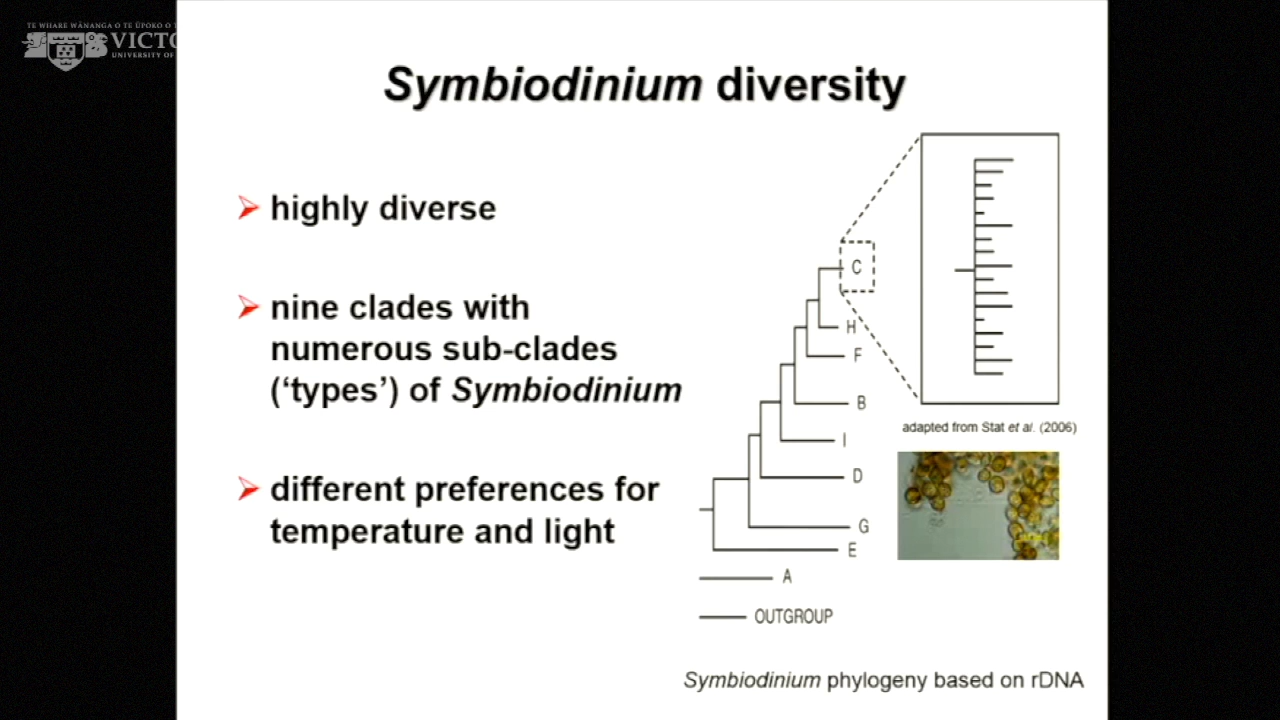 TE WHARE WĀNANGA O TE ŪPOKO O T
VICTO
UNIVERSITY OF
Symbiodinium diversity
highly diverse
nine clades with
numerous sub-clades
(‘types’) of Symbiodinium
different preferences for
temperature and light
C
H
F
B
I
D
G
E
A
OUTGROUP
adapted from Stat et al. (2006)
Symbiodinium phylogeny based on rDNA